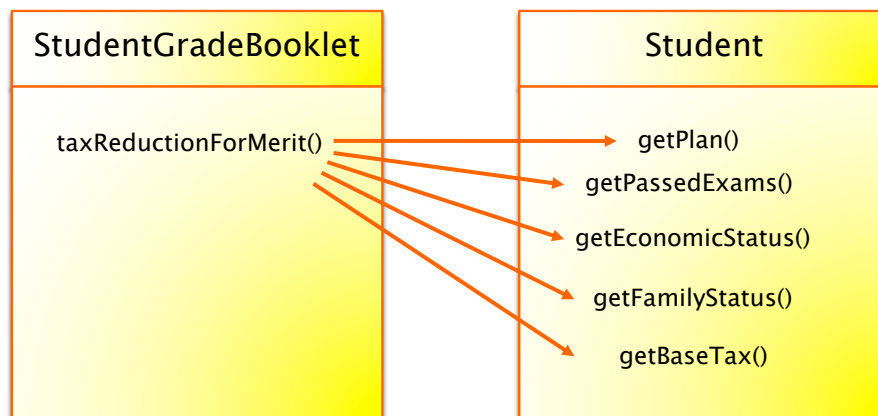 StudentGradeBooklet
taxReductionForMerit()
Student
getPlan()
getPassedExams()
getEconomicStatus()
getFamilyStatus()
getBaseTax()